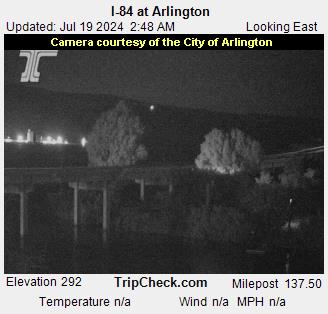 I-84 at Arlington
Updated: Jul 19 2024 2:48 AM Looking East
Camera courtesy of the City of Arlington
Elevation 292 TripCheck.com Milepost 137.50
Temperature n/a Wind n/a MPH n/a